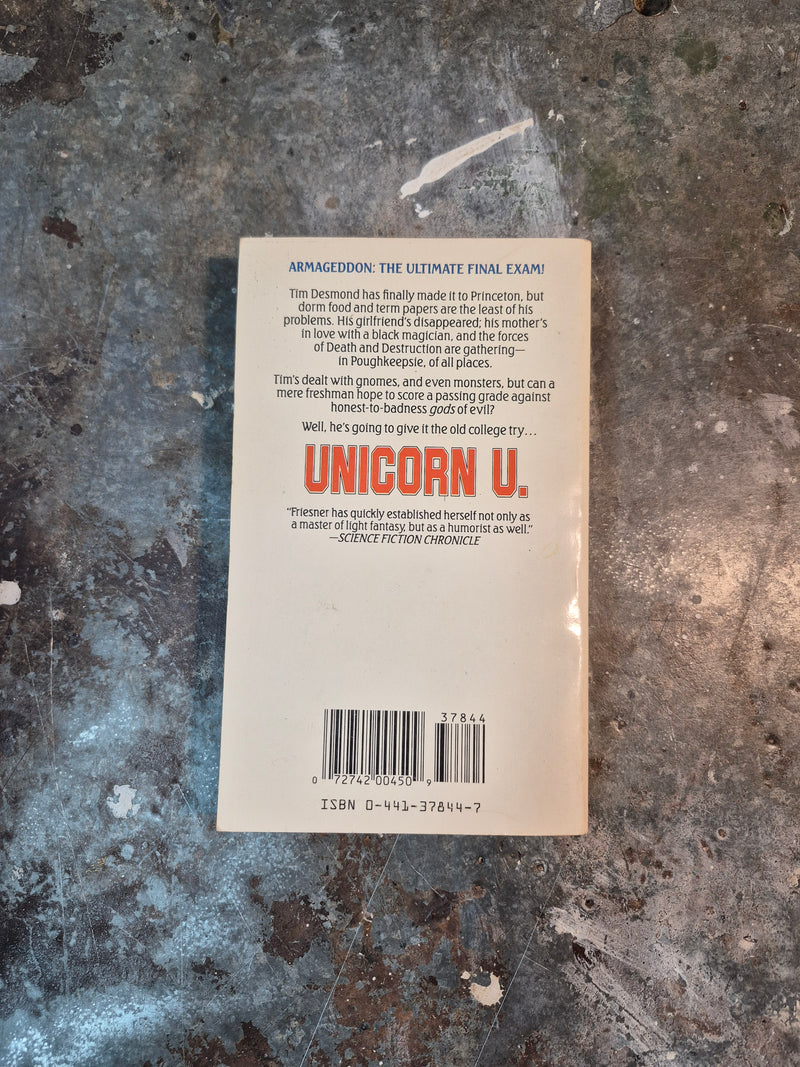 ARMAGEDDON: THE ULTIMATE FINAL EXAM!
Tim Desmond has finally made it to Princeton, but
dorm food and term papers are the least of his
problems. His girlfriend's disappeared; his mother's
in love with a black magician, and the forces
of Death and Destruction are gathering—
in Poughkeepsie, of all places.
Tim's dealt with gnomes, and even monsters, but can a
mere freshman hope to score a passing grade against
honest-to-badness gods of evil?
Well, he's going to give it the old college try...
UNICORN U.
"Friesner has quickly established herself not only as
a master of light fantasy, but as a humorist as well."
—SCIENCE FICTION CHRONICLE
37844
0 72742 00450 9
ISBN 0-441-37844-7